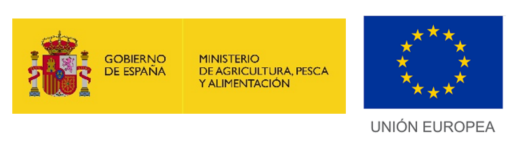 GOBIERNO
DE ESPAÑA
MINISTERIO
DE AGRICULTURA, PESCA
Y ALIMENTACIÓN
UNIÓN EUROPEA